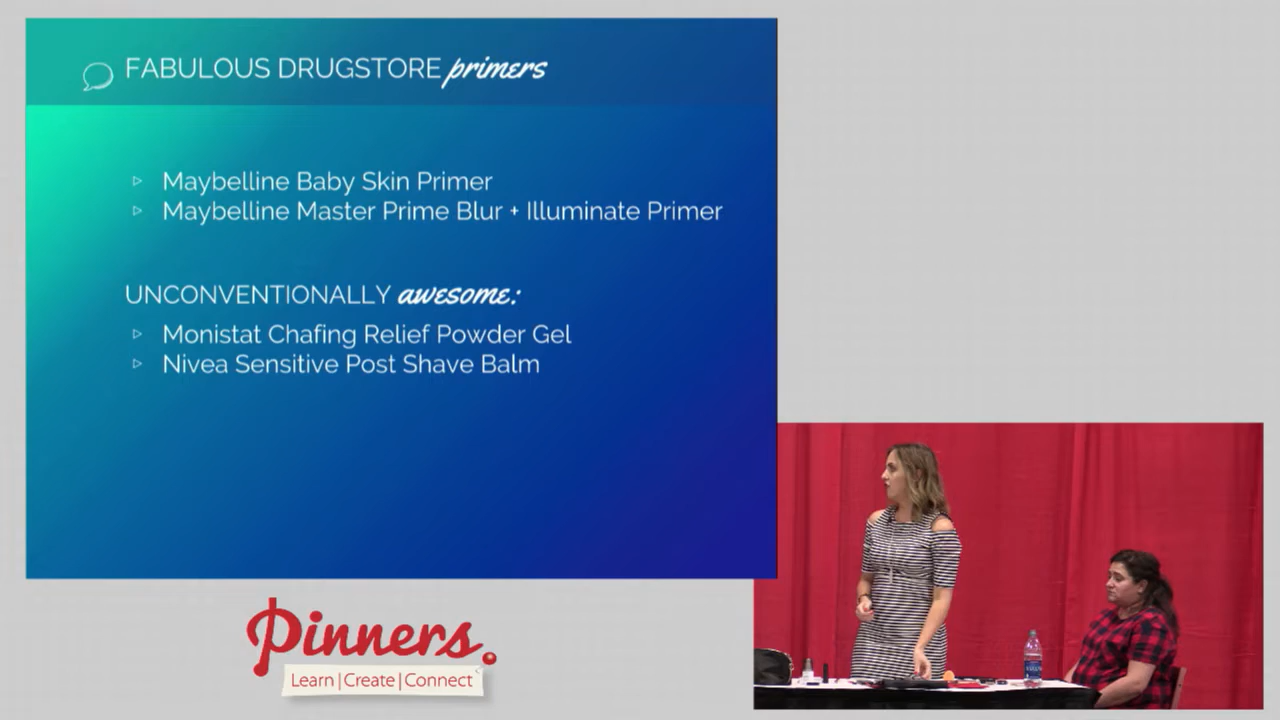 FABULOUS DRUGSTORE primers
Maybelline Baby Skin Primer
Maybelline Master Prime Blur + Illuminate Primer
UNCONVENTIONALLY awesome:
Monistat Chafing Relief Powder Gel
Nivea Sensitive Post Shave Balm
Pinners.
Learn|Create|Connect